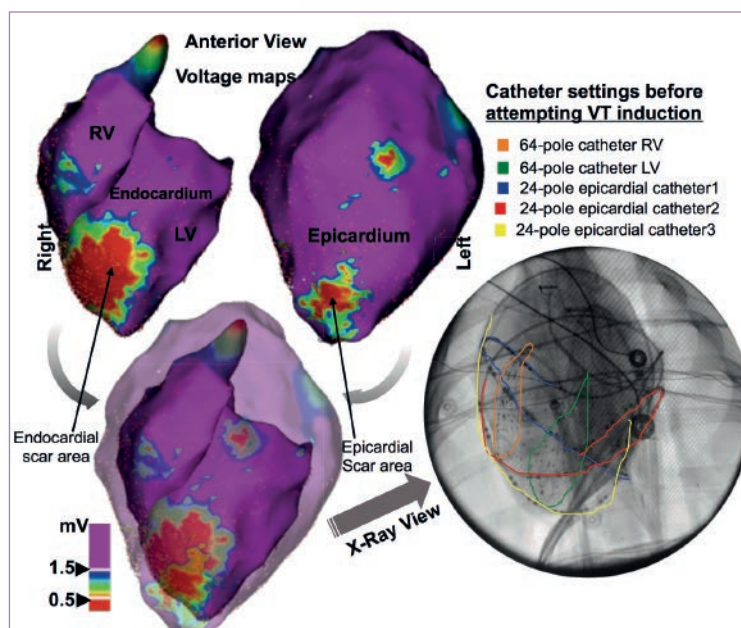 Anterior View
Voltage maps
RV
Endocardium
LV
Right
Epicardium
Left
Endocardial
scar area
Epicardial
Scar area
mV
1.5
0.5
X-Ray View
Catheter settings before
attempting VT induction
64-pole catheter RV
64-pole catheter LV
24-pole epicardial catheter1
24-pole epicardial catheter2
24-pole epicardial catheter3